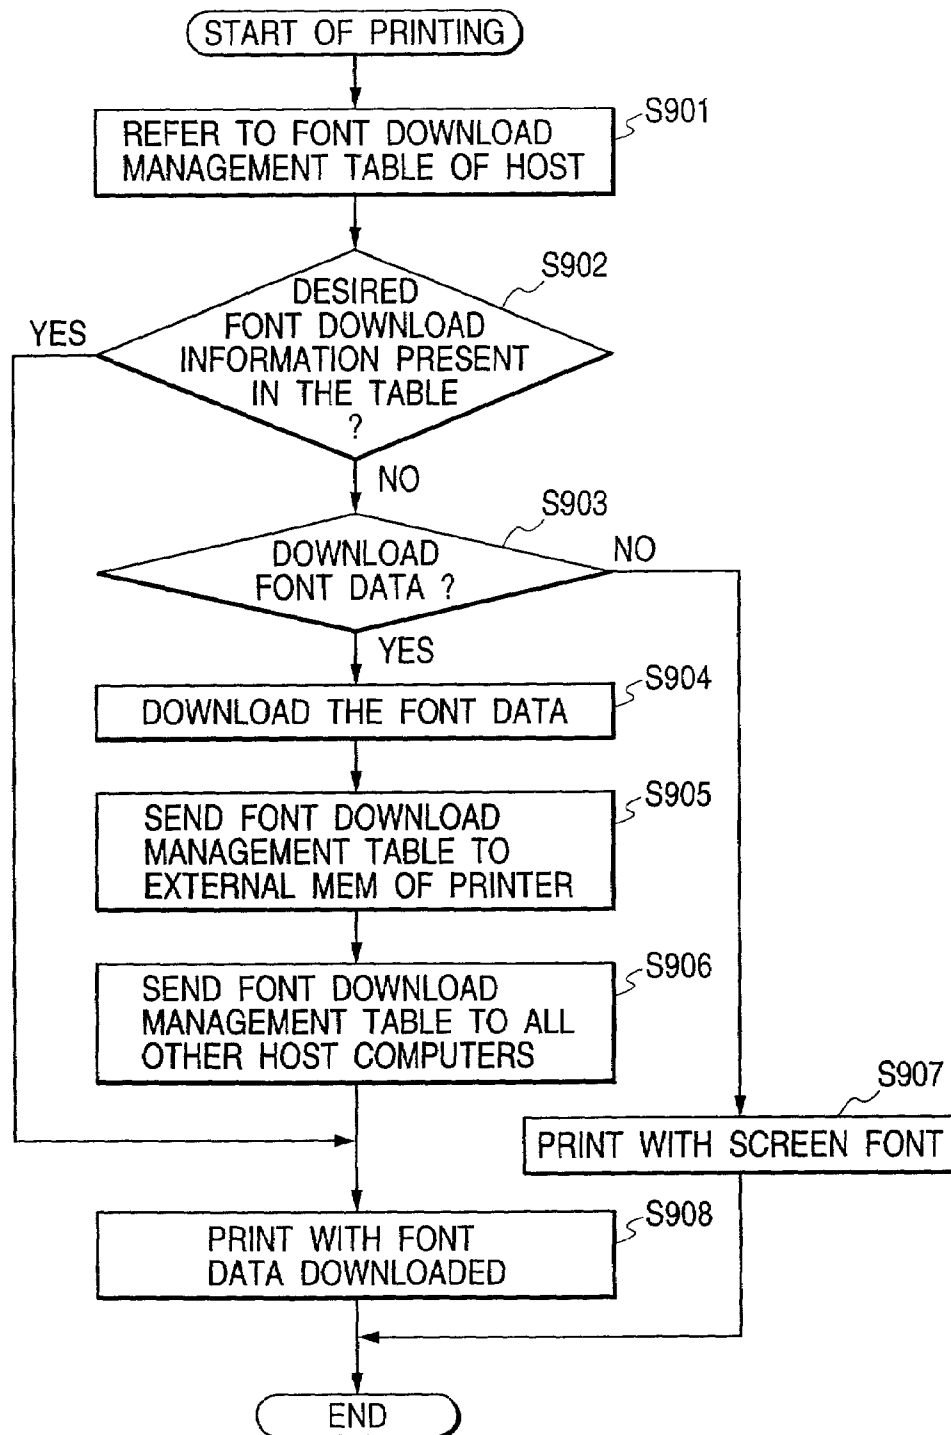 START OF PRINTING
S901
REFER TO FONT DOWNLOAD
MANAGEMENT TABLE OF HOST
S902
DESIRED
FONT DOWNLOAD
INFORMATION PRESENT
IN THE TABLE
?
YES
NO
S903
DOWNLOAD
FONT DATA ?
NO
YES
S904
DOWNLOAD THE FONT DATA
S905
SEND FONT DOWNLOAD
MANAGEMENT TABLE TO
EXTERNAL MEM OF PRINTER
S906
SEND FONT DOWNLOAD
MANAGEMENT TABLE TO ALL
OTHER HOST COMPUTERS
S907
PRINT WITH SCREEN FONT
S908
PRINT WITH FONT
DATA DOWNLOADED
END